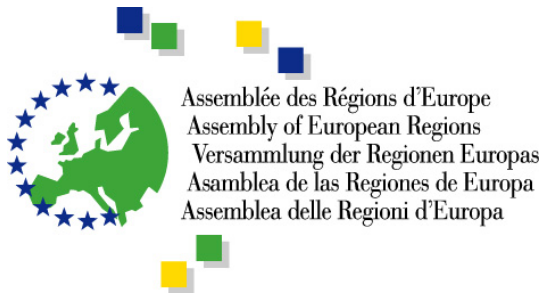 Assemblée des Régions d'Europe
Assembly of European Regions
Versammlung der Regionen Europas
Asamblea de las Regiones de Europa
Assemblea delle Regioni d'Europa